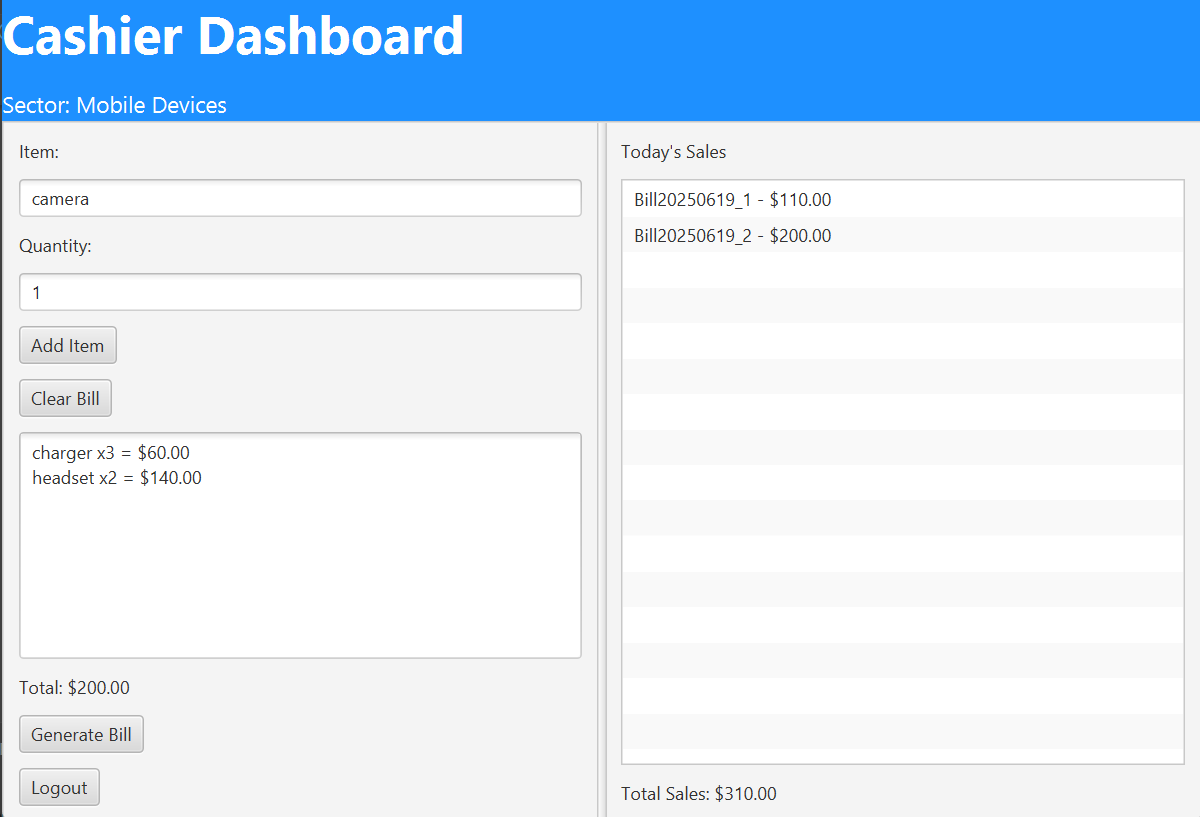 Cashier Dashboard
Sector: Mobile Devices
Item:
camera
Quantity:
1
Add Item
Clear Bill
charger x3 = $60.00
headset x2 = $140.00
Total: $200.00
Generate Bill
Logout
Today's Sales
Bill20250619_1 - $110.00
Bill20250619_2 - $200.00
Total Sales: $310.00